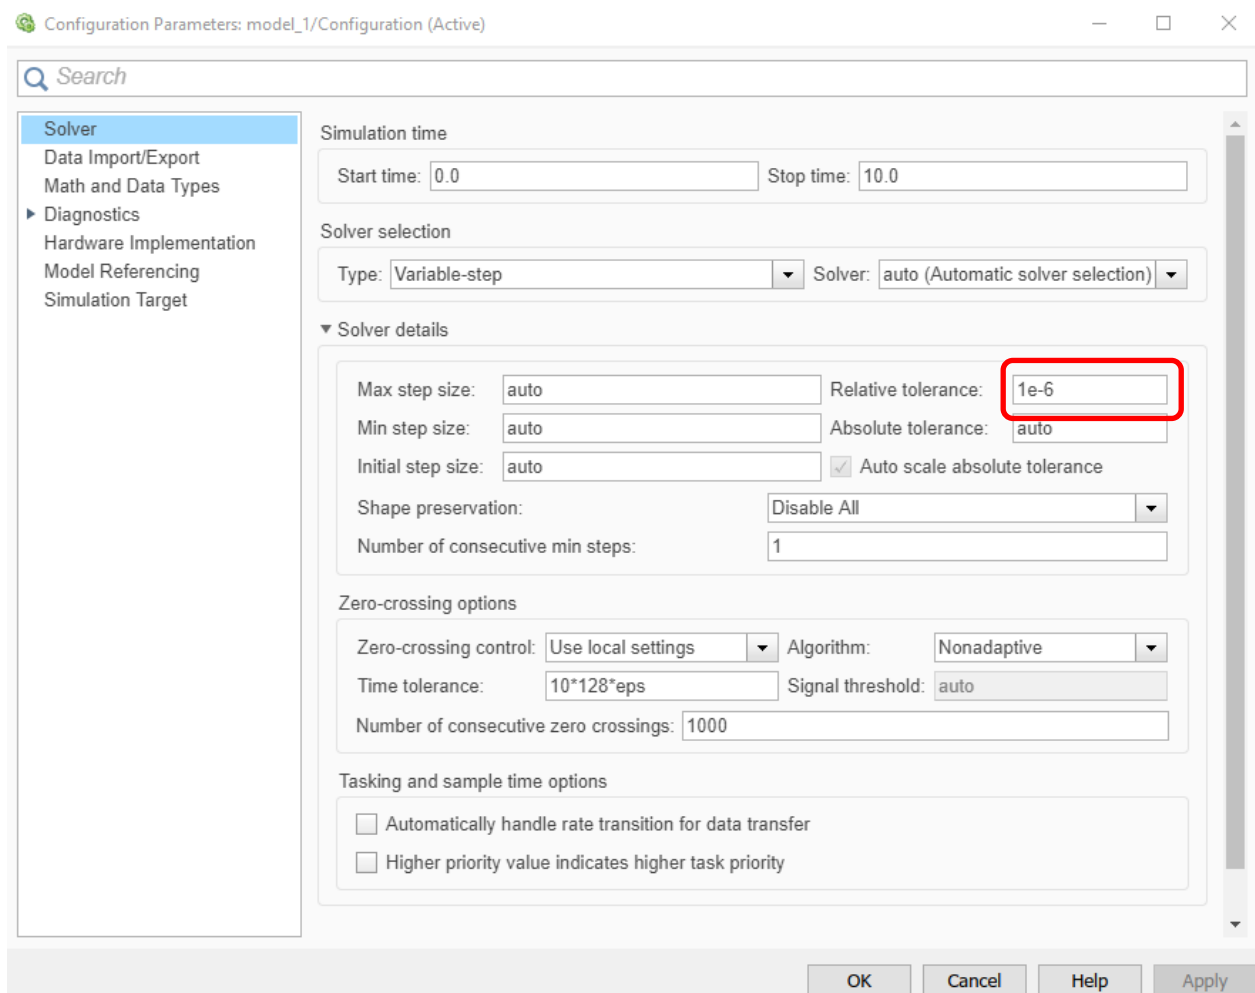 Configuration Parameters: model_1/Configuration (Active)
Search
Solver
Data Import/Export
Math and Data Types
Diagnostics
Hardware Implementation
Model Referencing
Simulation Target
Simulation time
Start time: 0.0 Stop time: 10.0
Solver selection
Type: Variable-step Solver: auto (Automatic solver selection)
Solver details
Max step size: auto Relative tolerance: 1e-6
Min step size: auto Absolute tolerance: auto
Initial step size: auto Auto scale absolute tolerance
Shape preservation: Disable All
Number of consecutive min steps: 1
Zero-crossing options
Zero-crossing control: Use local settings Algorithm: Nonadaptive
Time tolerance: 10*128*eps Signal threshold: auto
Number of consecutive zero crossings: 1000
Tasking and sample time options
Automatically handle rate transition for data transfer
Higher priority value indicates higher task priority
OK Cancel Help Apply